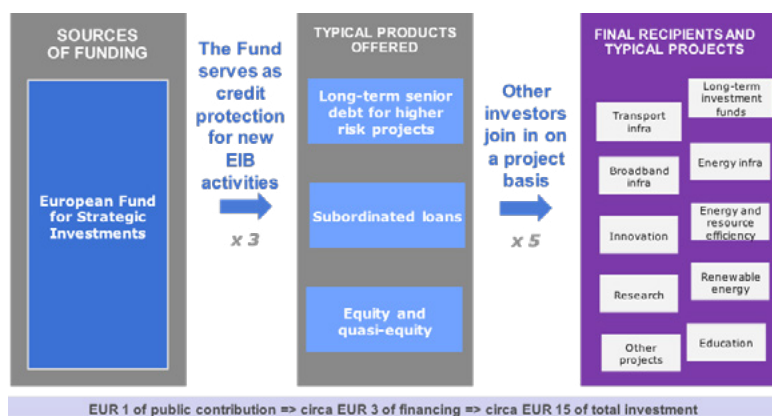 SOURCES
OF FUNDING
European Fund
for Strategic
Investments
The Fund
serves as
credit
protection
for new
EIB
activities
x 3
TYPICAL PRODUCTS
OFFERED
Long-term senior
debt for higher
risk projects
Subordinated loans
Equity and
quasi-equity
Other
investors
join in on
a project
basis
x 5
FINAL RECIPIENTS AND
TYPICAL PROJECTS
Transport
infra
Long-term
investment
funds
Broadband
infra
Energy infra
Innovation
Energy and
resource
efficiency
Research
Renewable
energy
Other
projects
Education
EUR 1 of public contribution => circa EUR 3 of financing => circa EUR 15 of total investment